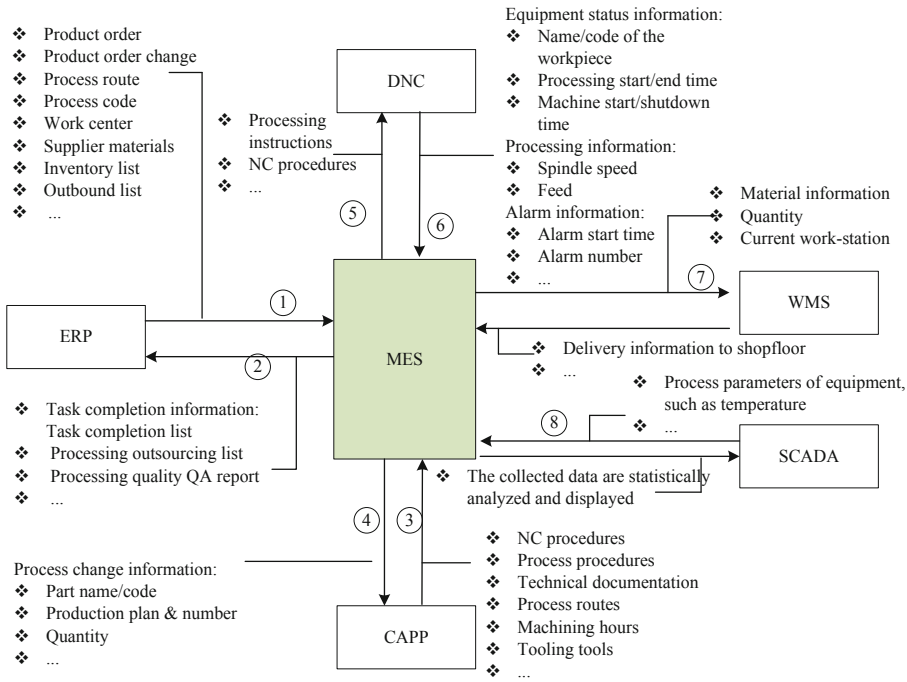 ❖ Product order
❖ Product order change
❖ Process route
❖ Process code
❖ Work center
❖ Supplier materials
❖ Inventory list
❖ Outbound list
❖ ...
❖ Processing
instructions
❖ NC procedures
❖ ...
DNC
Equipment status information:
❖ Name/code of the
workpiece
❖ Processing start/end time
❖ Machine start/shutdown
time
Processing information:
❖ Spindle speed
❖ Feed
Alarm information:
❖ Alarm start time
❖ Alarm number
❖ ...
❖ Material information
❖ Quantity
❖ Current work-station
5
6
7
1
ERP
MES
WMS
2
❖ Delivery information to shopfloor
❖ ...
❖ Process parameters of equipment,
such as temperature
❖ ...
8
❖ Task completion information:
Task completion list
❖ Processing outsourcing list
❖ Processing quality QA report
❖ ...
SCADA
❖ The collected data are statistically
analyzed and displayed
4
3
Process change information:
❖ Part name/code
❖ Production plan & number
❖ Quantity
❖ ...
CAPP
❖ NC procedures
❖ Process procedures
❖ Technical documentation
❖ Process routes
❖ Machining hours
❖ Tooling tools
❖ ...